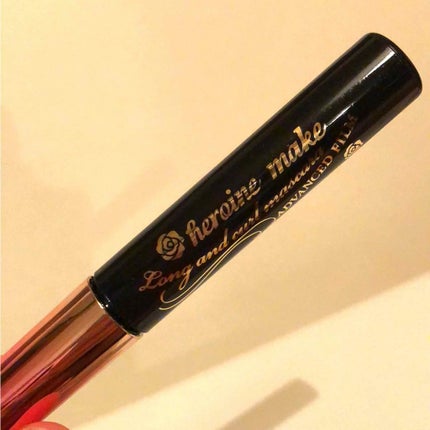 heroine make
Long and curl mascara
ADVANCED FILM